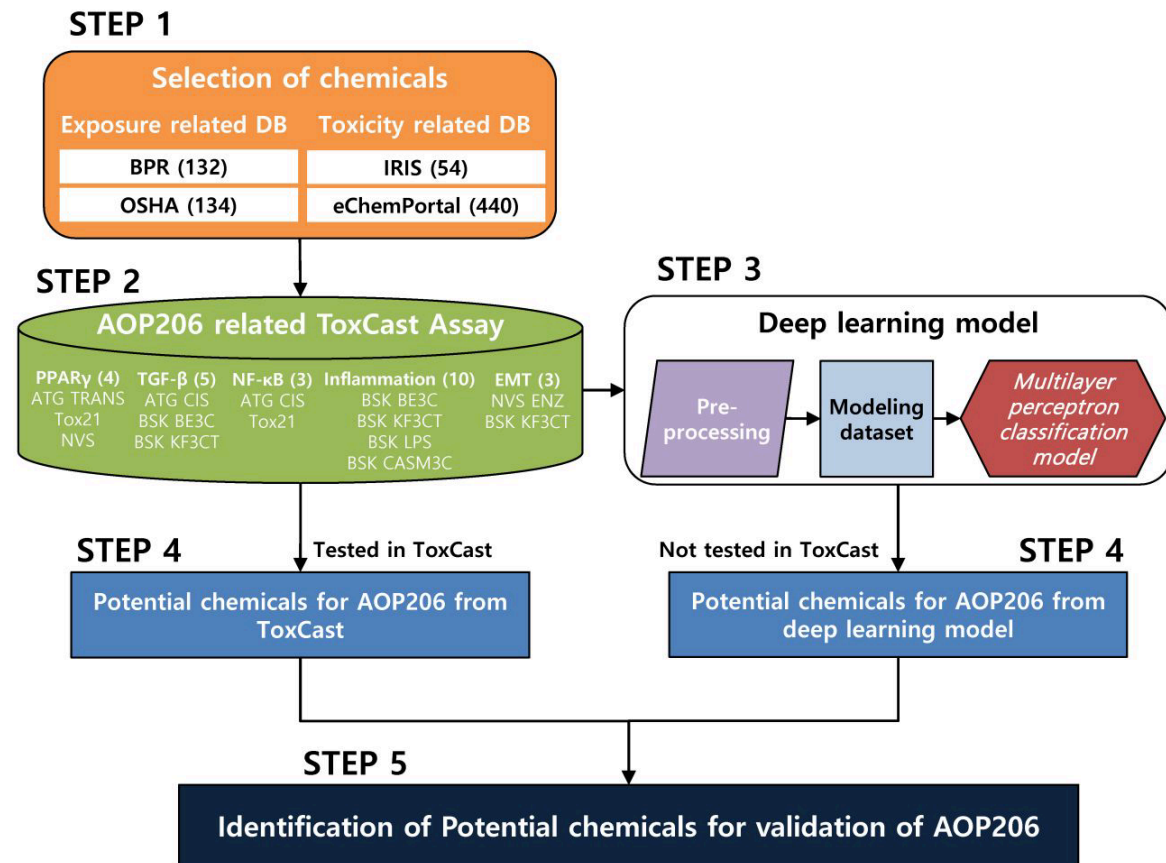 STEP 1
Selection of chemicals
Exposure related DB
Toxicity related DB
BPR (132)
IRIS (54)
OSHA (134)
eChemPortal (440)
STEP 2
AOP206 related ToxCast Assay
PPARγ (4)
ATG TRANS
Tox21
NVS
TGF-β (5)
ATG CIS
BSK BE3C
BSK KF3CT
NF-κB (3)
ATG CIS
Tox21
Inflammation (10)
BSK BE3C
BSK KF3CT
BSK LPS
BSK CASM3C
EMT (3)
NVS ENZ
BSK KF3CT
STEP 3
Deep learning model
Pre-
processing
Modeling
dataset
Multilayer
perceptron
classification
model
STEP 4
Tested in ToxCast
Potential chemicals for AOP206 from
ToxCast
Not tested in ToxCast
STEP 4
Potential chemicals for AOP206 from
deep learning model
STEP 5
Identification of Potential chemicals for validation of AOP206